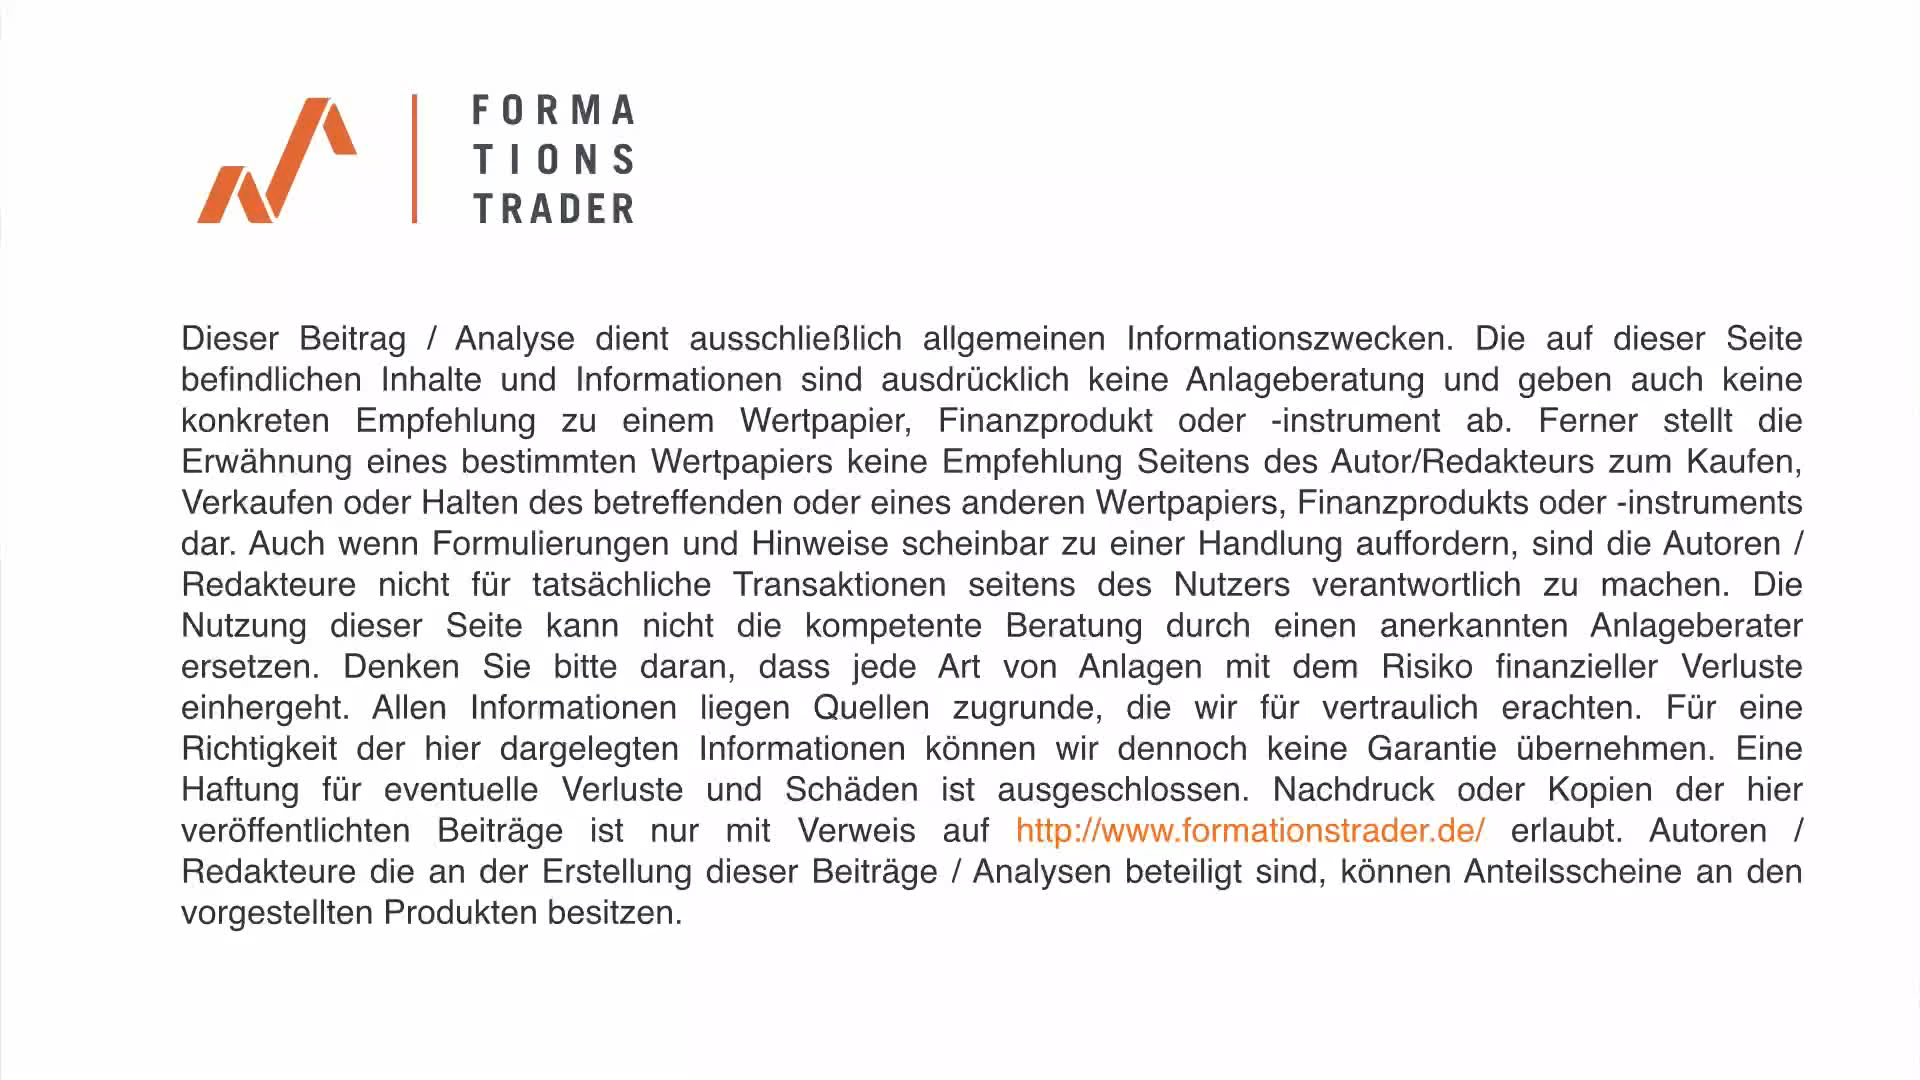 FORMA
TIONS
TRADER
Dieser Beitrag / Analyse dient ausschließlich allgemeinen Informationszwecken. Die auf dieser Seite
befindlichen Inhalte und Informationen sind ausdrücklich keine Anlageberatung und geben auch keine
konkreten Empfehlung zu einem Wertpapier, Finanzprodukt oder -instrument ab. Ferner stellt die
Erwähnung eines bestimmten Wertpapiers keine Empfehlung Seitens des Autor/Redakteurs zum Kaufen,
Verkaufen oder Halten des betreffenden oder eines anderen Wertpapiers, Finanzprodukts oder -instruments
dar. Auch wenn Formulierungen und Hinweise scheinbar zu einer Handlung auffordern, sind die Autoren /
Redakteure nicht für tatsächliche Transaktionen seitens des Nutzers verantwortlich zu machen. Die
Nutzung dieser Seite kann nicht die kompetente Beratung durch einen anerkannten Anlageberater
ersetzen. Denken Sie bitte daran, dass jede Art von Anlagen mit dem Risiko finanzieller Verluste
einhergeht. Allen Informationen liegen Quellen zugrunde, die wir für vertraulich erachten. Für eine
Richtigkeit der hier dargelegten Informationen können wir dennoch keine Garantie übernehmen. Eine
Haftung für eventuelle Verluste und Schäden ist ausgeschlossen. Nachdruck oder Kopien der hier
veröffentlichten Beiträge ist nur mit Verweis auf http://www.formationstrader.de/ erlaubt. Autoren /
Redakteure die an der Erstellung dieser Beiträge / Analysen beteiligt sind, können Anteilsscheine an den
vorgestellten Produkten besitzen.